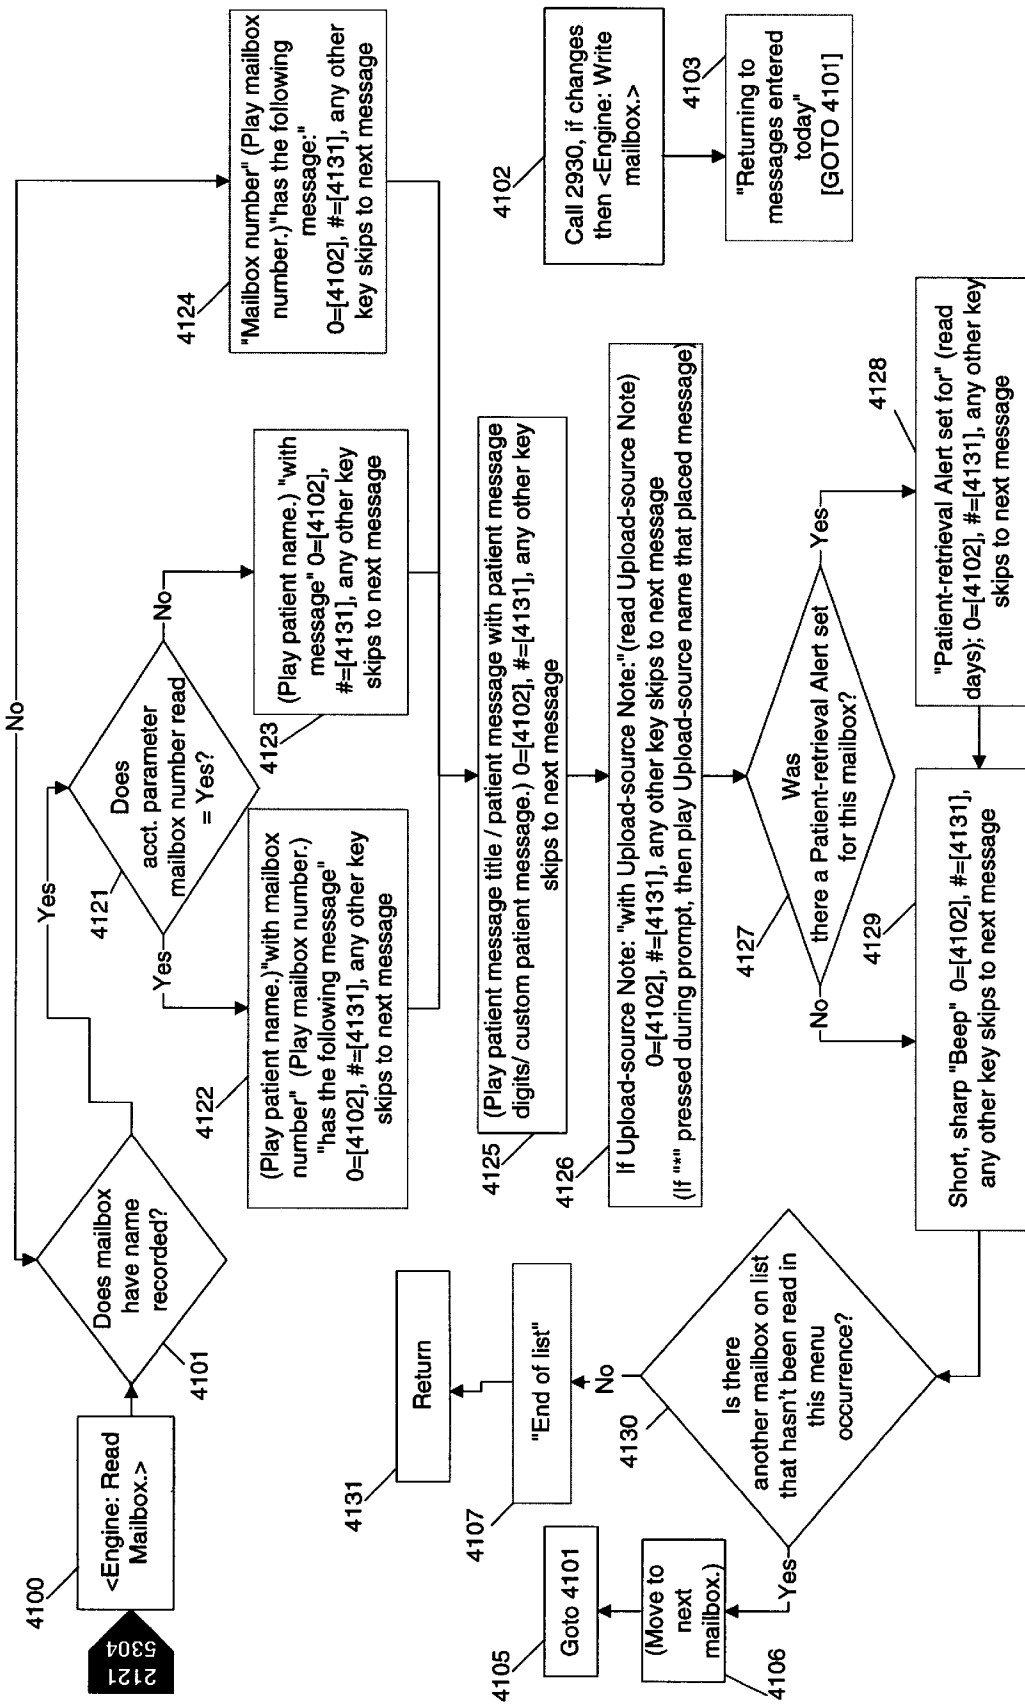 2121
5304
4100
<Engine: Read
Mailbox.>
4101
Does mailbox
have name
recorded?
Yes
No
4121
Does
acct. parameter
mailbox number read
= Yes?
Yes
No
4122
(Play patient name.)"with mailbox
number" (Play mailbox number.)
"has the following message"
0=[4102], #=[4131], any other key
skips to next message
4123
(Play patient name.) "with
message" 0=[4102],
#=[4131], any other key
skips to next message
4124
"Mailbox number" (Play mailbox
number.)"has the following
message:"
0=[4102], #=[4131], any other
key skips to next message
4125
(Play patient message title / patient message with patient message
digits/ custom patient message.) 0=[4102], #=[4131], any other key
skips to next message
4126
If Upload-source Note: "with Upload-source Note:"(read Upload-source Note)
0=[4102], #=[4131], any other key skips to next message
(If "*" pressed during prompt, then play Upload-source name that placed message)
4102
Call 2930, if changes
then <Engine: Write
mailbox.>
4103
"Returning to
messages entered
today"
[GOTO 4101]
4127
Was
there a Patient-retrieval Alert set
for this mailbox?
No
Yes
4128
"Patient-retrieval Alert set for" (read
days); 0=[4102], #=[4131], any other key
skips to next message
4129
Short, sharp "Beep" 0=[4102], #=[4131],
any other key skips to next message
4130
Is there
another mailbox on list
that hasn't been read in
this menu
occurrence?
Yes
No
4131
Return
4107
"End of list"
4105
Goto 4101
4106
(Move to
next
mailbox.)